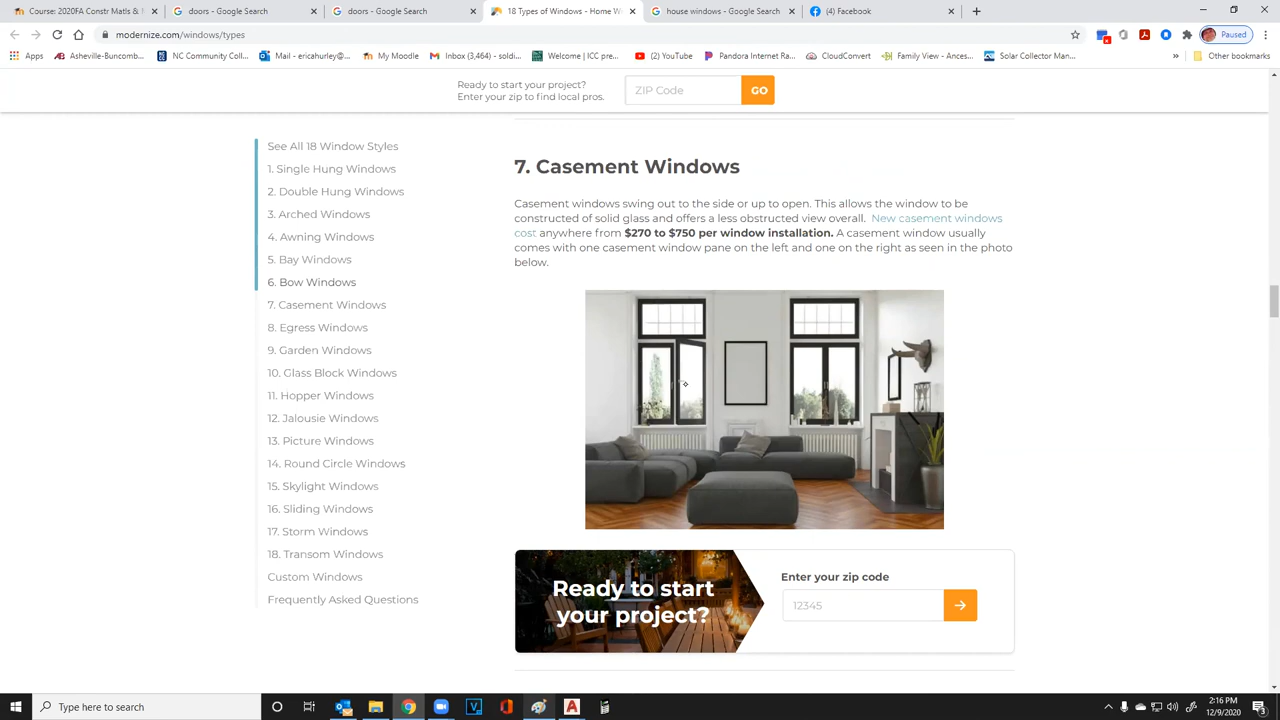 Course: 2020FA Constr Matls &
doors - Google Search
doors - Google Search
18 Types of Windows - Home W
house windows - Google Search
(4) Facebook
modernize.com/windows/types
Paused
Apps
Asheville-Buncomb...
NC Community Coll...
Mail - ericahurley@...
My Moodle
Inbox (3,464) - soldi...
Welcome | ICC pre...
(2) YouTube
Pandora Internet Ra...
CloudConvert
Family View - Ances...
Solar Collector Man...
»
Other bookmarks
Ready to start your project?
Enter your zip to find local pros.
ZIP Code
GO
See All 18 Window Styles
1. Single Hung Windows
2. Double Hung Windows
3. Arched Windows
4. Awning Windows
5. Bay Windows
6. Bow Windows
7. Casement Windows
8. Egress Windows
9. Garden Windows
10. Glass Block Windows
11. Hopper Windows
12. Jalousie Windows
13. Picture Windows
14. Round Circle Windows
15. Skylight Windows
16. Sliding Windows
17. Storm Windows
18. Transom Windows
Custom Windows
Frequently Asked Questions
7. Casement Windows
Casement windows swing out to the side or up to open. This allows the window to be
constructed of solid glass and offers a less obstructed view overall. New casement windows
cost anywhere from $270 to $750 per window installation. A casement window usually
comes with one casement window pane on the left and one on the right as seen in the photo
below.
Ready to start
your project?
Enter your zip code
12345
Type here to search
2:16 PM
12/9/2020